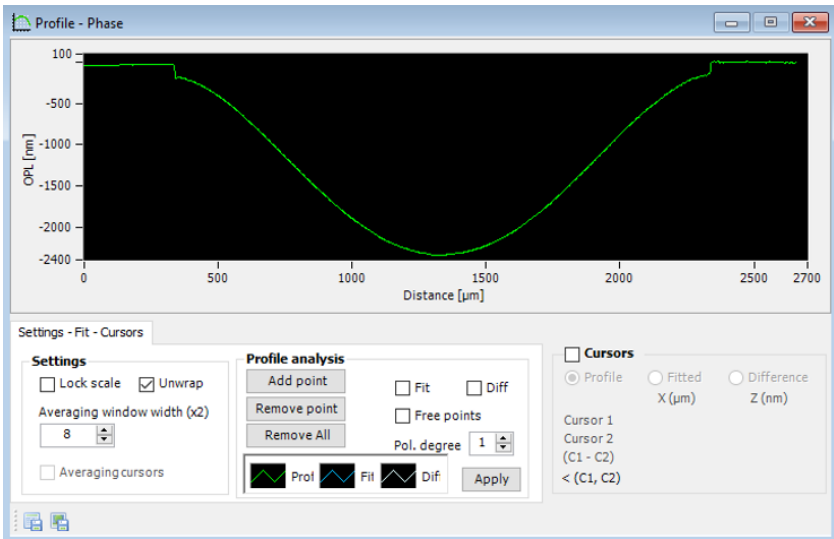 Profile - Phase
100
-500
-1000
-1500
-2000
-2400
OPL [nm]
0 500 1000 1500 2000 2500 2700
Distance [µm]
Settings - Fit - Cursors
Settings
Lock scale Unwrap
Averaging window width (x2)
8
Averaging cursors
Profile analysis
Add point
Remove point
Remove All
Fit Diff
Free points
Pol. degree 1
Prof Fit Dif
Apply
Cursors
Profile Fitted Difference
X (µm) Z (nm)
Cursor 1
Cursor 2
(C1 - C2)
< (C1, C2)